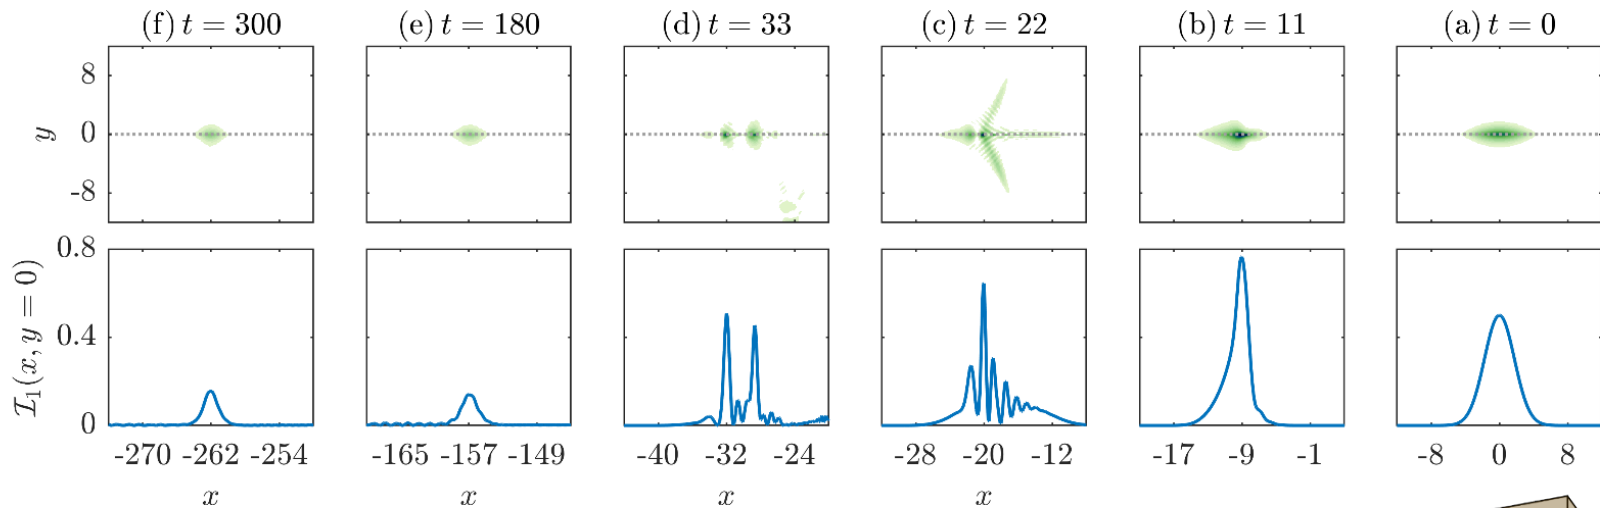 (f) t = 300 (e) t = 180 (d) t = 33 (c) t = 22 (b) t = 11 (a) t = 0
8
y 0
-8
0.8
I₁(x, y = 0) 0.4
0
-270 -262 -254 -165 -157 -149 -40 -32 -24 -28 -20 -12 -17 -9 -1 -8 0 8
x x x x